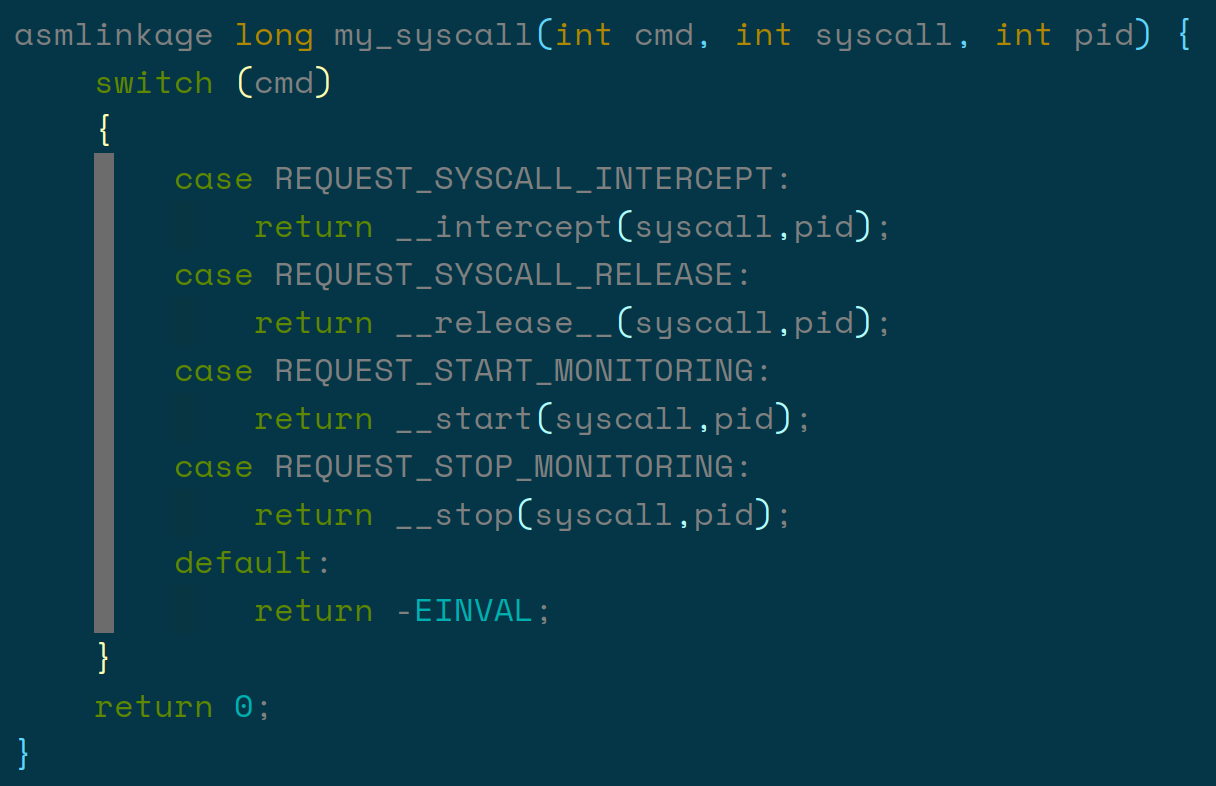 asmlinkage long my_syscall(int cmd, int syscall, int pid) {
    switch (cmd)
    {
        case REQUEST_SYSCALL_INTERCEPT:
            return __intercept(syscall,pid);
        case REQUEST_SYSCALL_RELEASE:
            return __release__(syscall,pid);
        case REQUEST_START_MONITORING:
            return __start(syscall,pid);
        case REQUEST_STOP_MONITORING:
            return __stop(syscall,pid);
        default:
            return -EINVAL;
    }
    return 0;
}